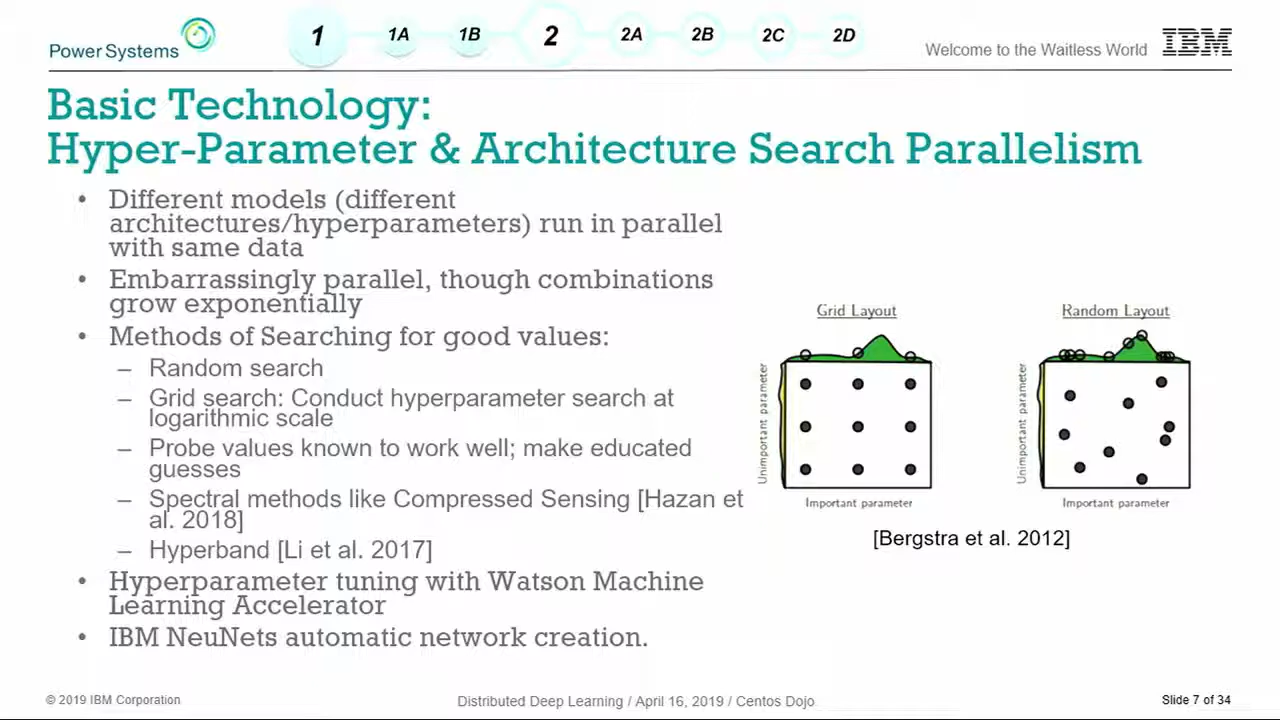 Power Systems
1 1A 1B 2 2A 2B 2C 2D
Welcome to the Waitless World IBM
Basic Technology:
Hyper-Parameter & Architecture Search Parallelism
• Different models (different
architectures/hyperparameters) run in parallel
with same data
• Embarrassingly parallel, though combinations
grow exponentially
• Methods of Searching for good values:
– Random search
– Grid search: Conduct hyperparameter search at
logarithmic scale
– Probe values known to work well; make educated
guesses
– Spectral methods like Compressed Sensing [Hazan et
al. 2018]
– Hyperband [Li et al. 2017]
• Hyperparameter tuning with Watson Machine
Learning Accelerator
• IBM NeuNets automatic network creation.
Grid Layout
Unimportant parameter
Important parameter
Random Layout
Unimportant parameter
Important parameter
[Bergstra et al. 2012]
© 2019 IBM Corporation
Distributed Deep Learning / April 16, 2019 / Centos Dojo
Slide 7 of 34